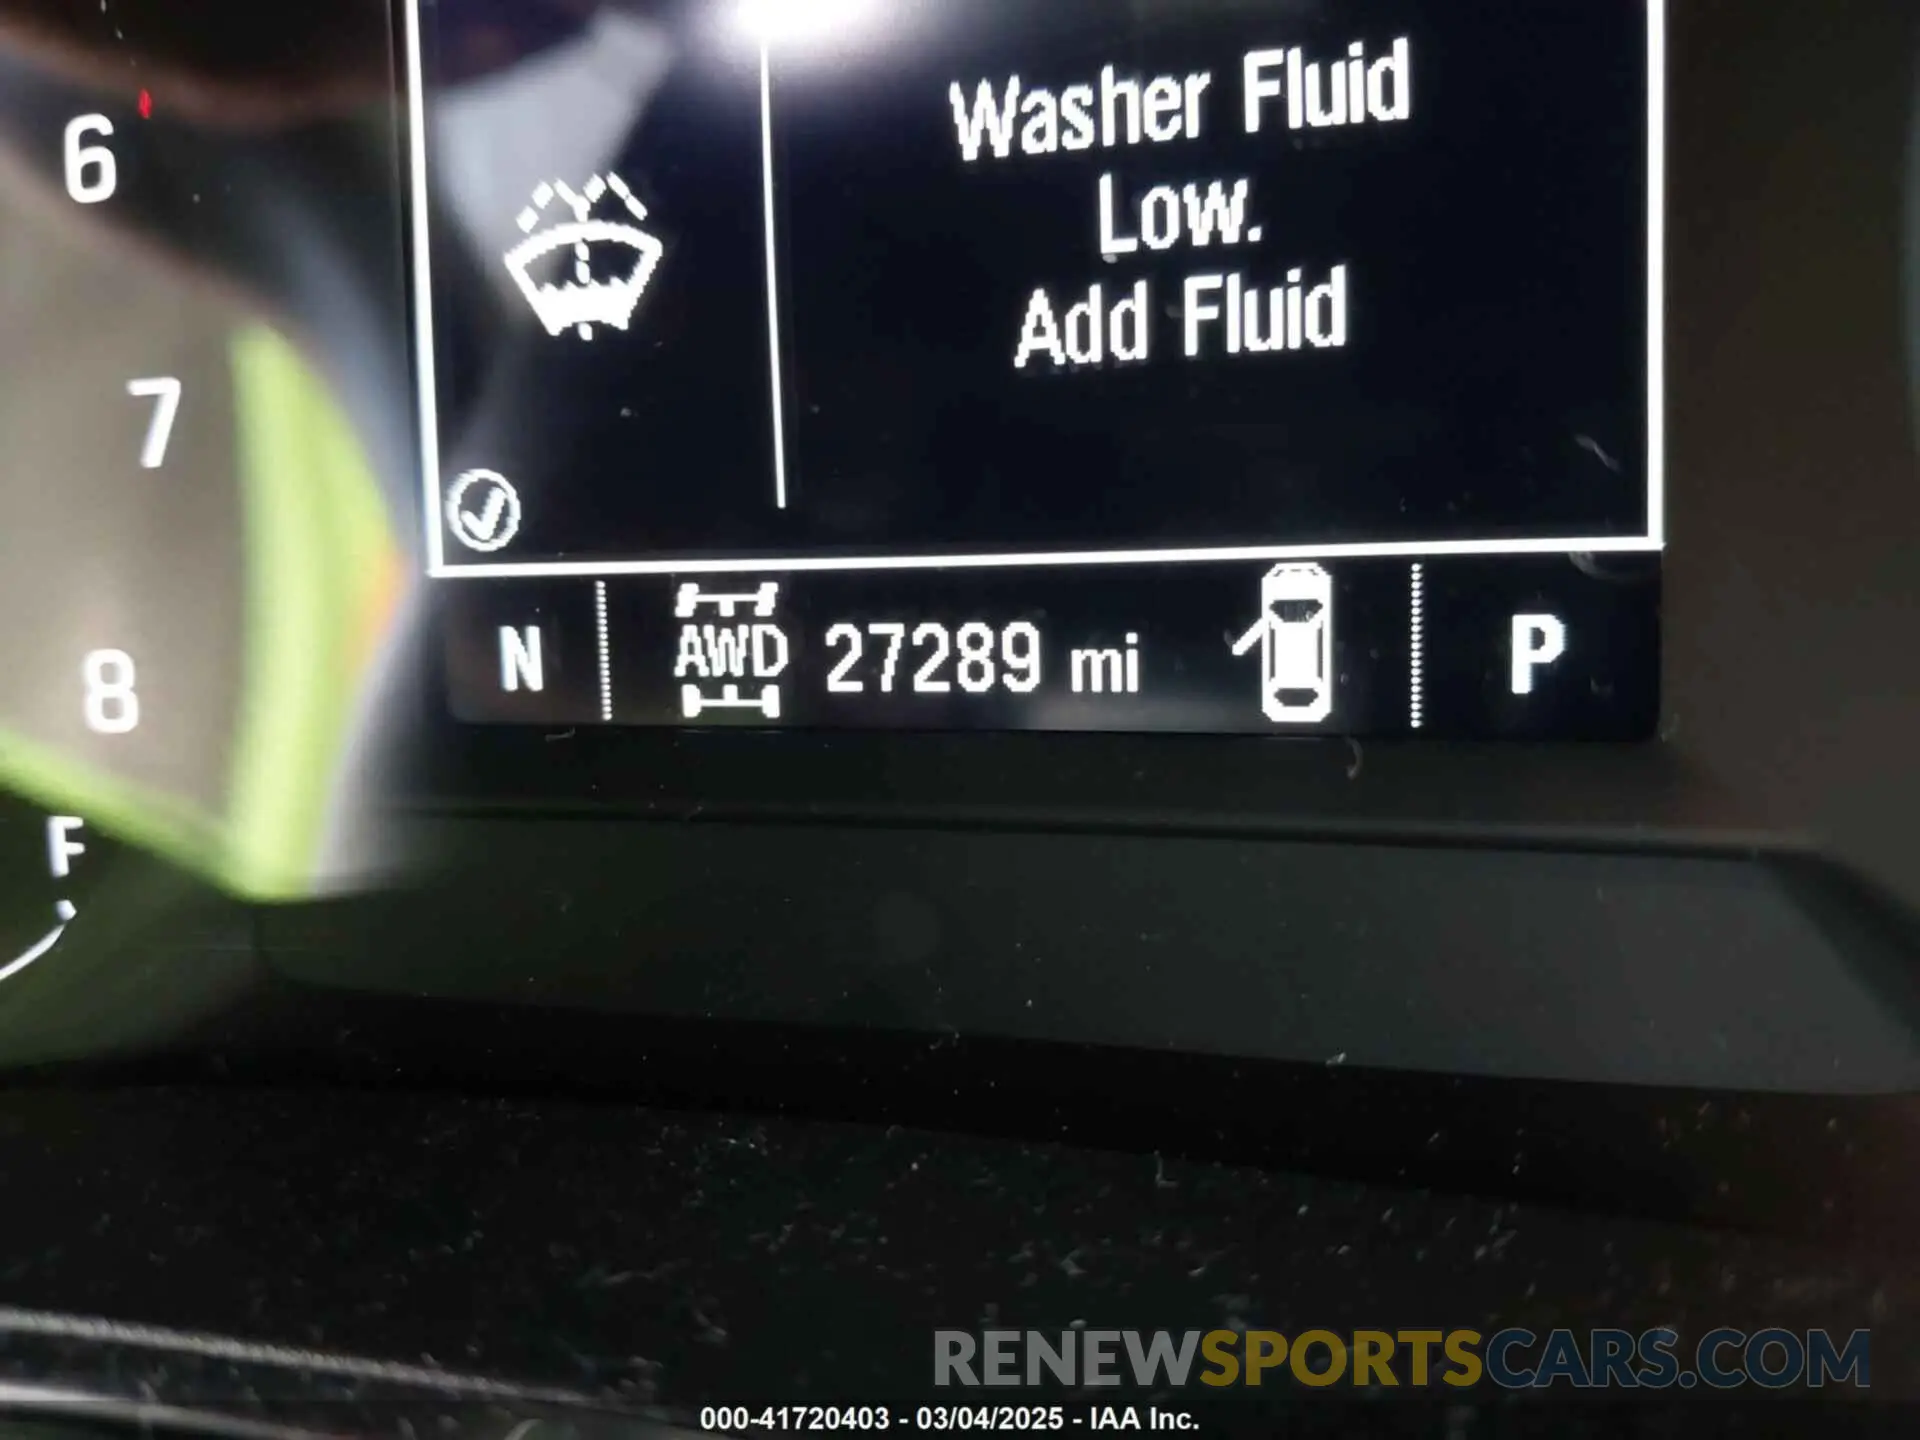 6
7
8
F
Washer Fluid
Low.
Add Fluid
N
AWD
27289 mi
P
RENEWSPORTSCARS.COM
000-41720403 - 03/04/2025 - IAA Inc.